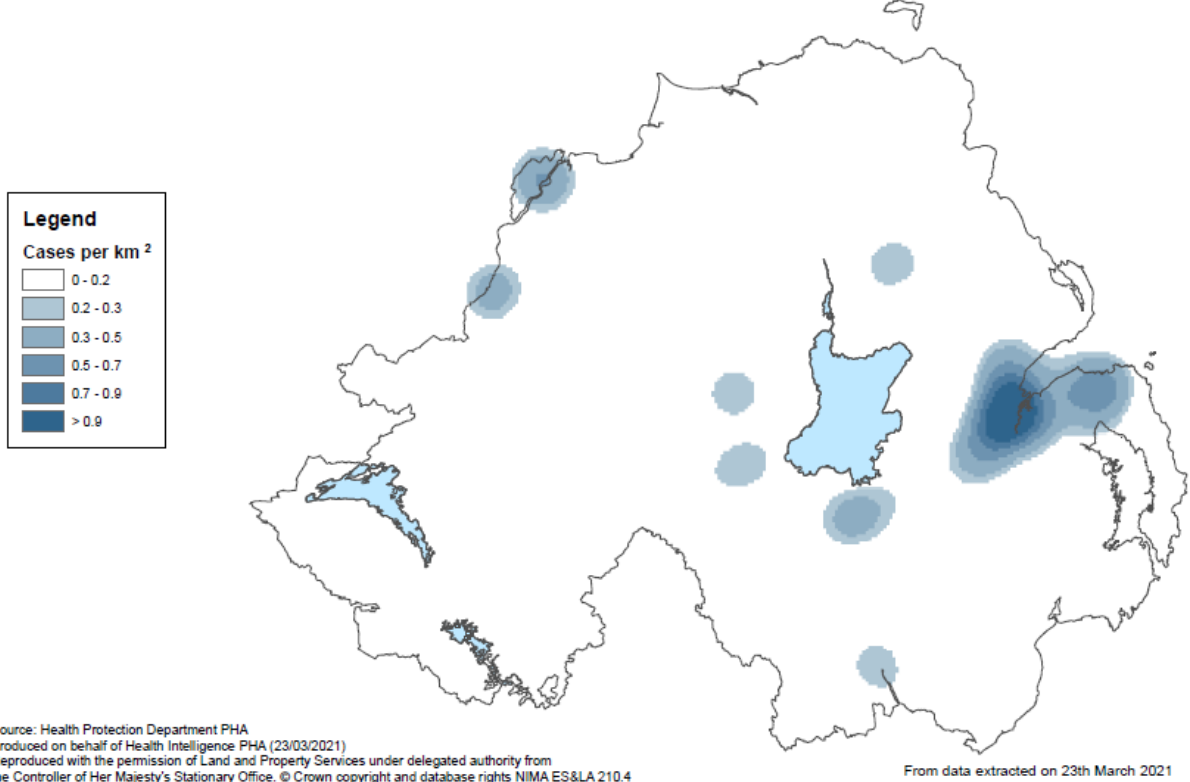 Legend
Cases per km 2
0 - 0.2
0.2 - 0.3
0.3 - 0.5
0.5 - 0.7
0.7 - 0.9
> 0.9
ource: Health Protection Department PHA
roduced on behalf of Health Intelligence PHA (23/03/2021)
eproduced with the permission of Land and Property Services under delegated authority from
he Controller of Her Majesty's Stationary Office. © Crown copyright and database rights NIMA ES&LA 210.4
From data extracted on 23th March 2021